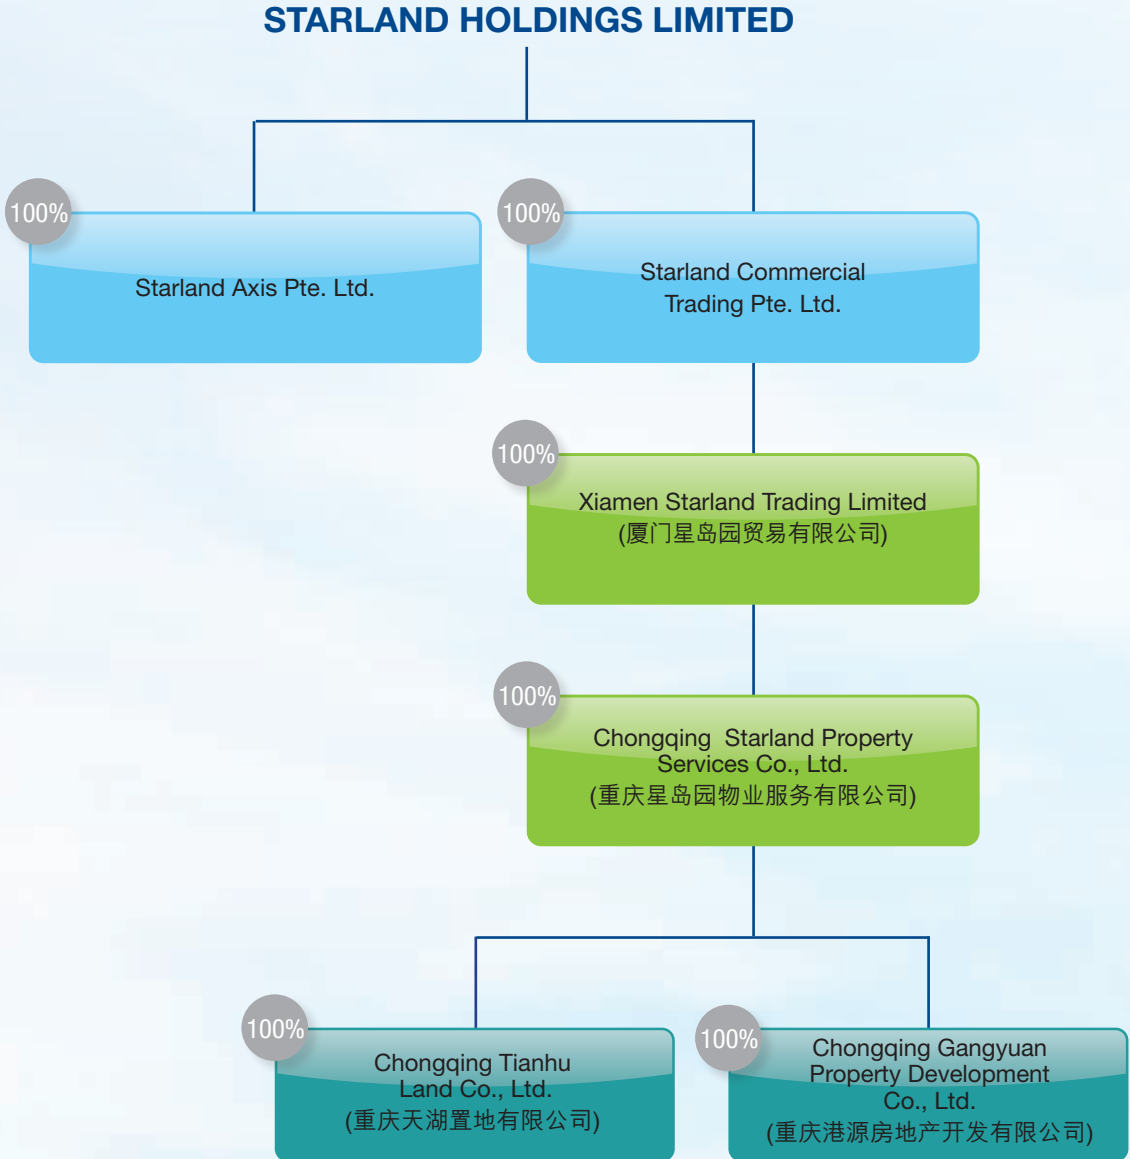 STARLAND HOLDINGS LIMITED
100%
Starland Axis Pte. Ltd.
100%
Starland Commercial
Trading Pte. Ltd.
100%
Xiamen Starland Trading Limited
(厦门星岛园贸易有限公司)
100%
Chongqing Starland Property
Services Co., Ltd.
(重庆星岛园物业服务有限公司)
100%
Chongqing Tianhu
Land Co., Ltd.
(重庆天湖置地有限公司)
100%
Chongqing Gangyuan
Property Development
Co., Ltd.
(重庆港源房地产开发有限公司)